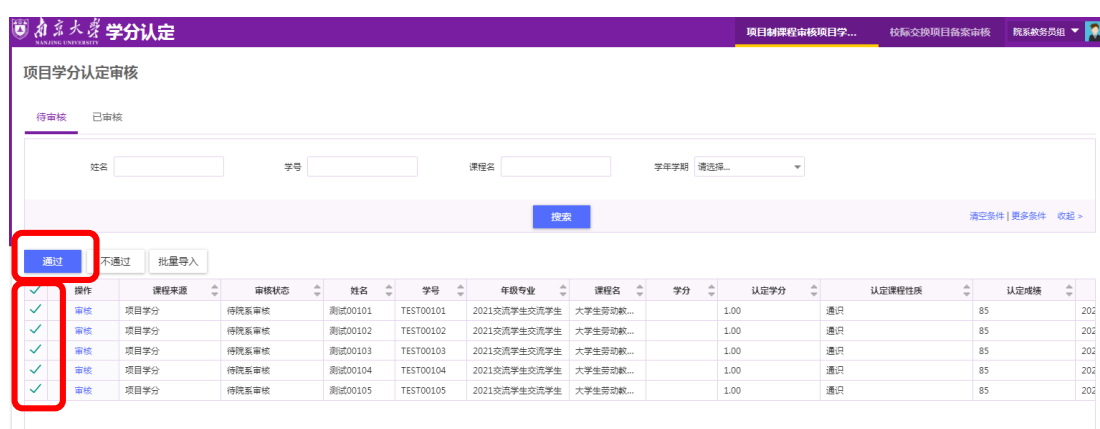 南京大学 学分认定 项目制课程审核项目学... 校际交换项目备案审核 院系教务员组
NANJING UNIVERSITY
项目学分认定审核
待审核 已审核
姓名 学号 课程名 学年学期 请选择...
搜索 清空条件 | 更多条件 收起 >
通过 不通过 批量导入
操作 课程来源 审核状态 姓名 学号 年级专业 课程名 学分 认定学分 认定课程性质 认定成绩
审核 项目学分 待院系审核 测试00101 TEST00101 2021交流学生交流学生 大学生劳动教... 1.00 通识 85 202
审核 项目学分 待院系审核 测试00102 TEST00102 2021交流学生交流学生 大学生劳动教... 1.00 通识 85 202
审核 项目学分 待院系审核 测试00103 TEST00103 2021交流学生交流学生 大学生劳动教... 1.00 通识 85 202
审核 项目学分 待院系审核 测试00104 TEST00104 2021交流学生交流学生 大学生劳动教... 1.00 通识 85 202
审核 项目学分 待院系审核 测试00105 TEST00105 2021交流学生交流学生 大学生劳动教... 1.00 通识 85 202